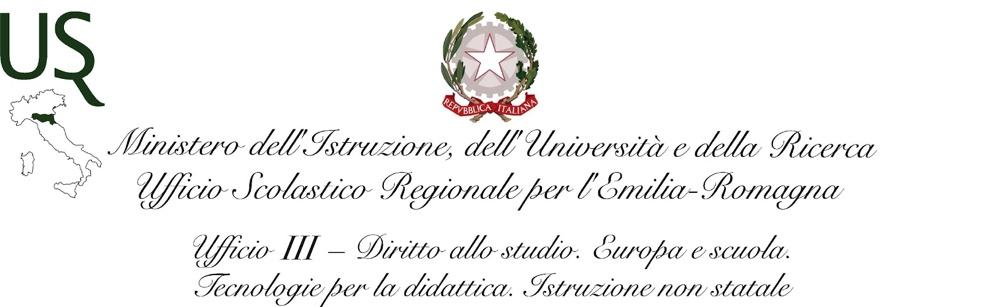 USR
REPVBBLICA ITALIANA
Ministero dell'Istruzione, dell'Università e della Ricerca
Ufficio Scolastico Regionale per l'Emilia-Romagna
Ufficio III – Diritto allo studio. Europa e scuola.
Tecnologie per la didattica. Istruzione non statale